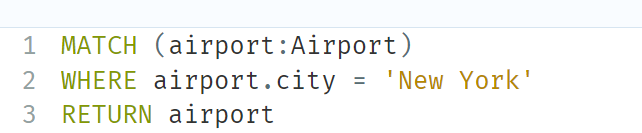 1 MATCH (airport:Airport)
2 WHERE airport.city = 'New York'
3 RETURN airport